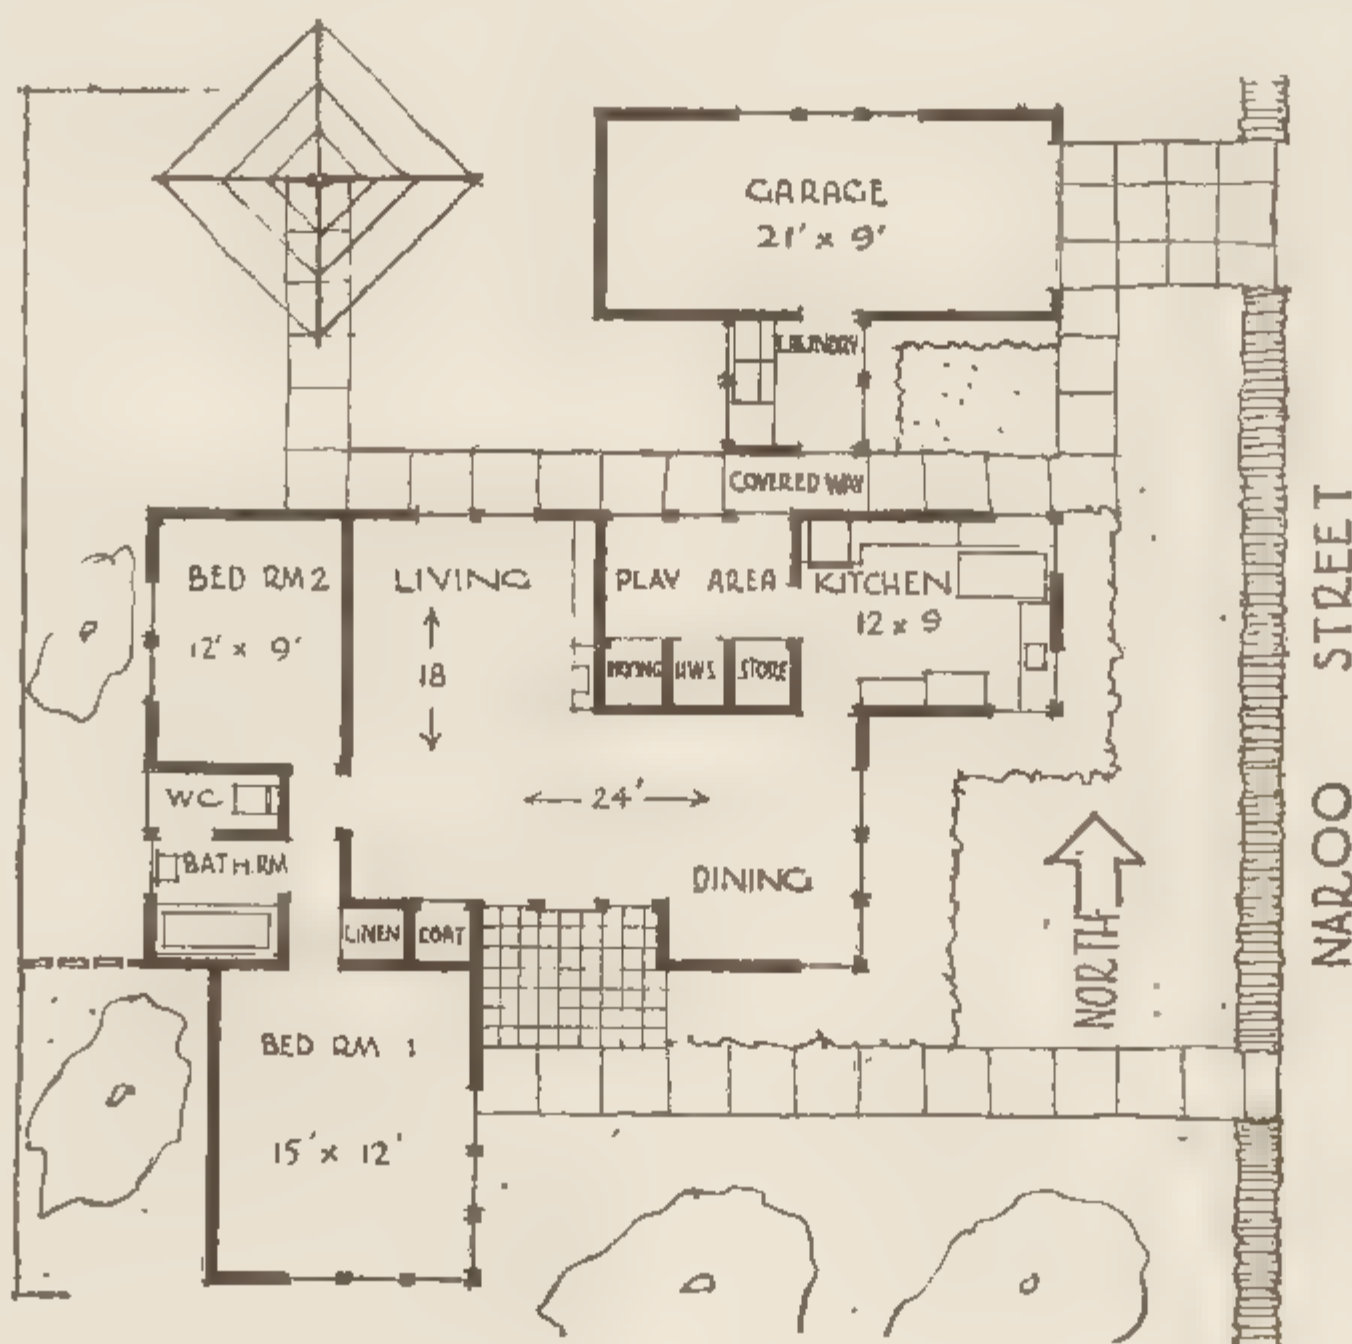 GARAGE
21' x 9'
LAUNDRY
COVERED WAY
BED RM 2
12' x 9'
LIVING
18
PLAY AREA
KITCHEN
12 x 9
HWS
STORE
WC
24'
BATH.RM
DINING
LINEN
COAT
BED RM 1
15' x 12'
NORTH
NAROO STREET